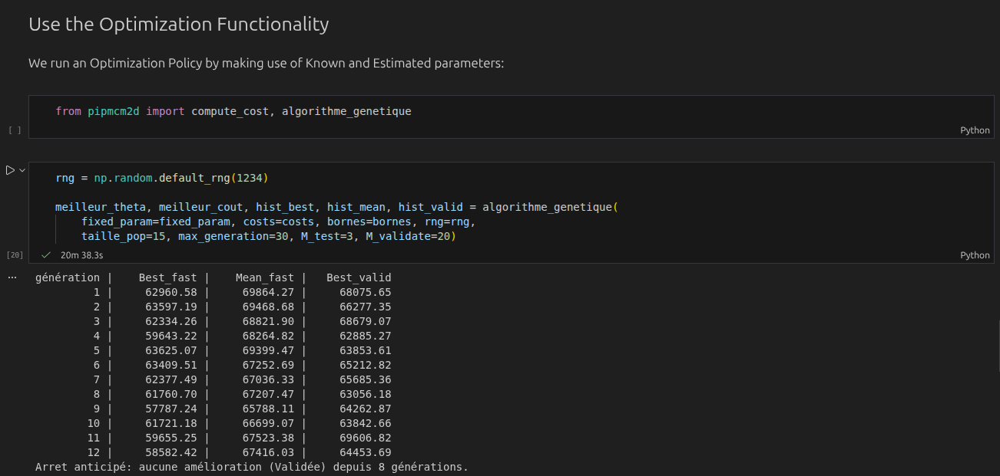 Use the Optimization Functionality
We run an Optimization Policy by making use of Known and Estimated parameters:
from pipmcm2d import compute_cost, algorithme_genetique
[ ]
Python
rng = np.random.default_rng(1234)
meilleur_theta, meilleur_cout, hist_best, hist_mean, hist_valid = algorithme_genetique(
fixed_param=fixed_param, costs=costs, bornes=bornes, rng=rng,
taille_pop=15, max_generation=30, M_test=3, M_validate=20)
[20]
20m 38.3s
Python
... génération | Best_fast | Mean_fast | Best_valid
1 | 62960.58 | 69864.27 | 68075.65
2 | 63597.19 | 69468.68 | 66277.35
3 | 62334.26 | 68821.90 | 68679.07
4 | 59643.22 | 68264.82 | 62885.27
5 | 63625.07 | 69399.47 | 63853.61
6 | 63409.51 | 67252.69 | 65212.82
7 | 62377.49 | 67036.33 | 65685.36
8 | 61760.70 | 67207.47 | 63056.18
9 | 57787.24 | 65788.11 | 64262.87
10 | 61721.18 | 66699.07 | 63842.66
11 | 59655.25 | 67523.38 | 69606.82
12 | 58582.42 | 67416.03 | 64453.69
Arret anticipé: aucune amélioration (Validée) depuis 8 générations.